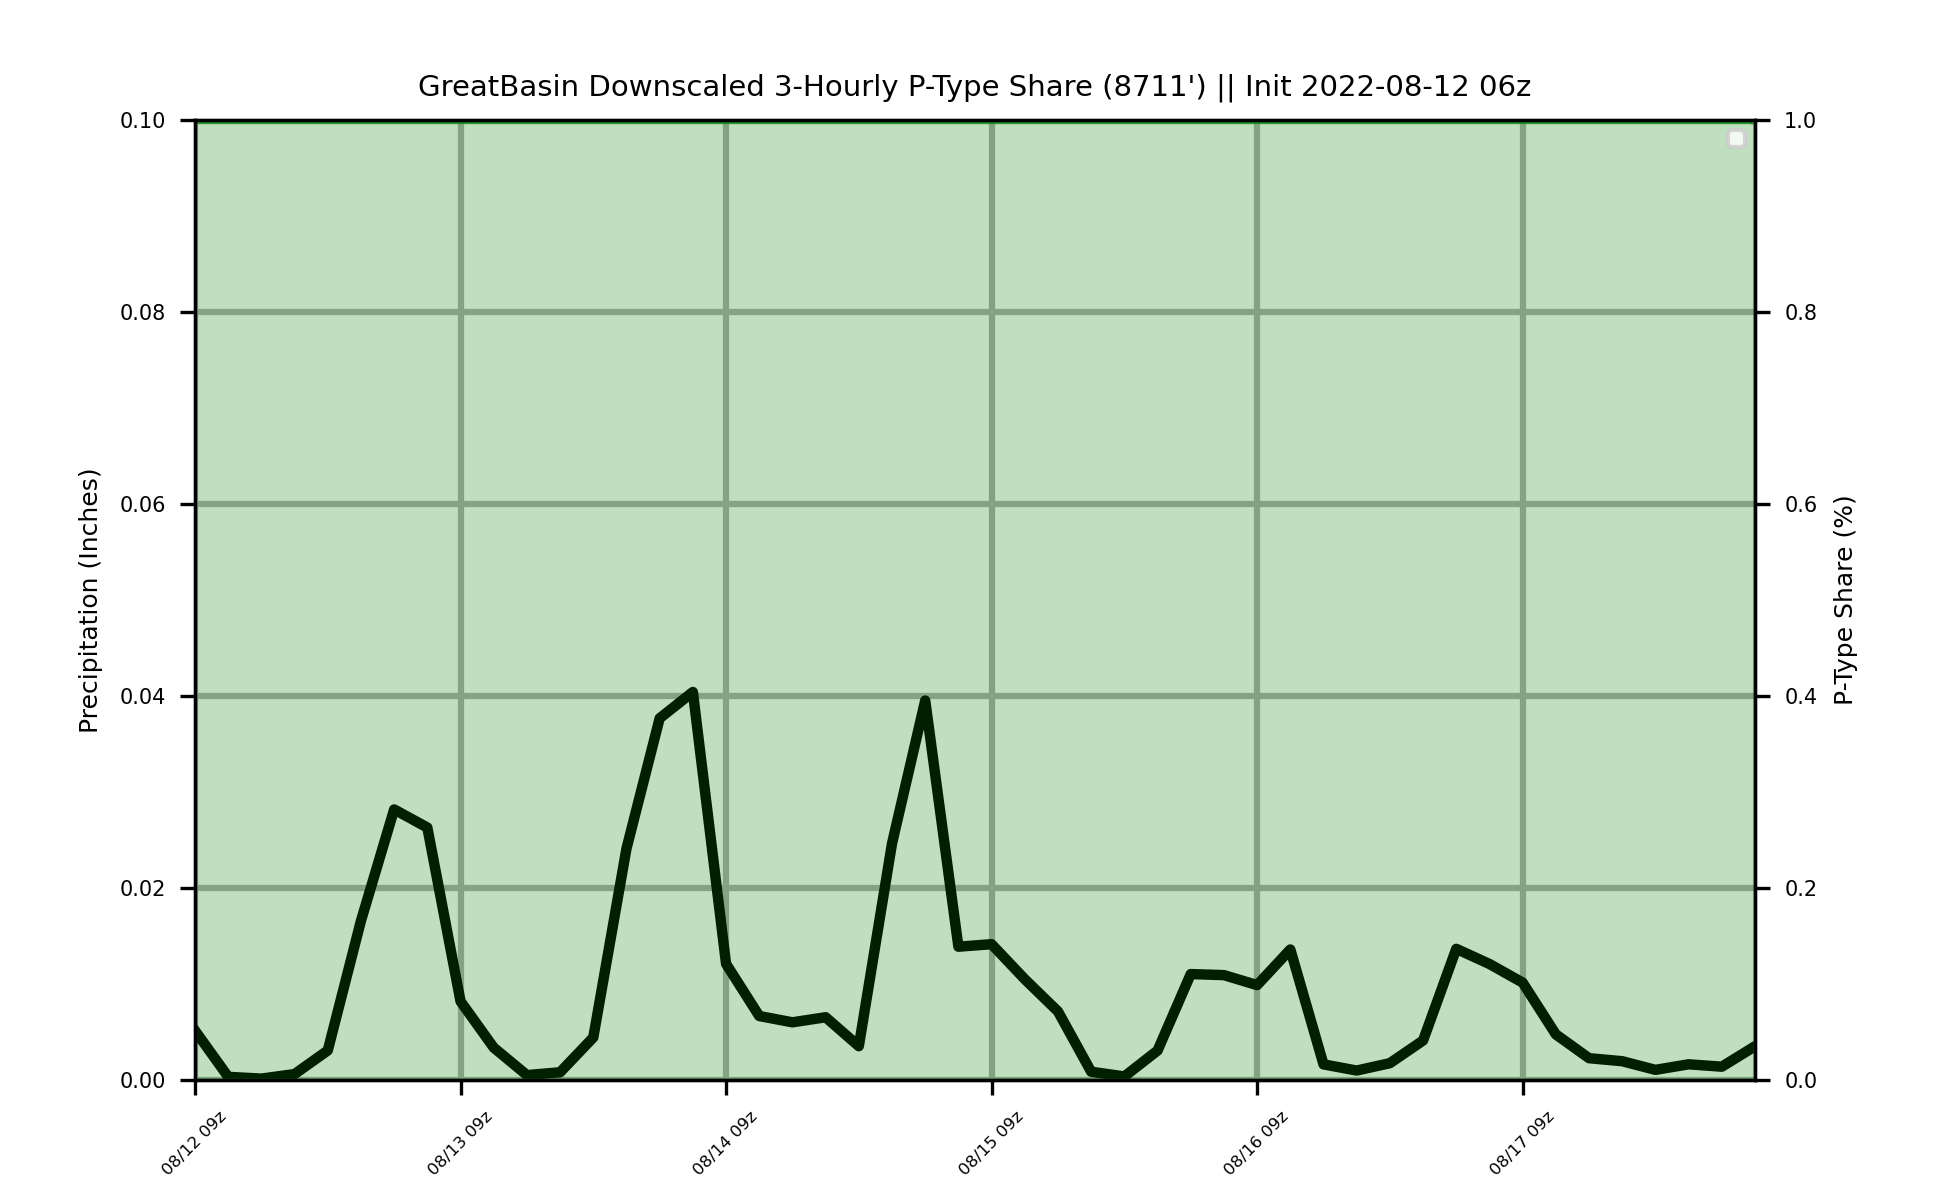 GreatBasin Downscaled 3-Hourly P-Type Share (8711') || Init 2022-08-12 06z
Precipitation (Inches)
0.10
0.08
0.06
0.04
0.02
0.00
1.0
0.8
0.6
0.4
0.2
0.0
P-Type Share (%)
08/12 09z
08/13 09z
08/14 09z
08/15 09z
08/16 09z
08/17 09z